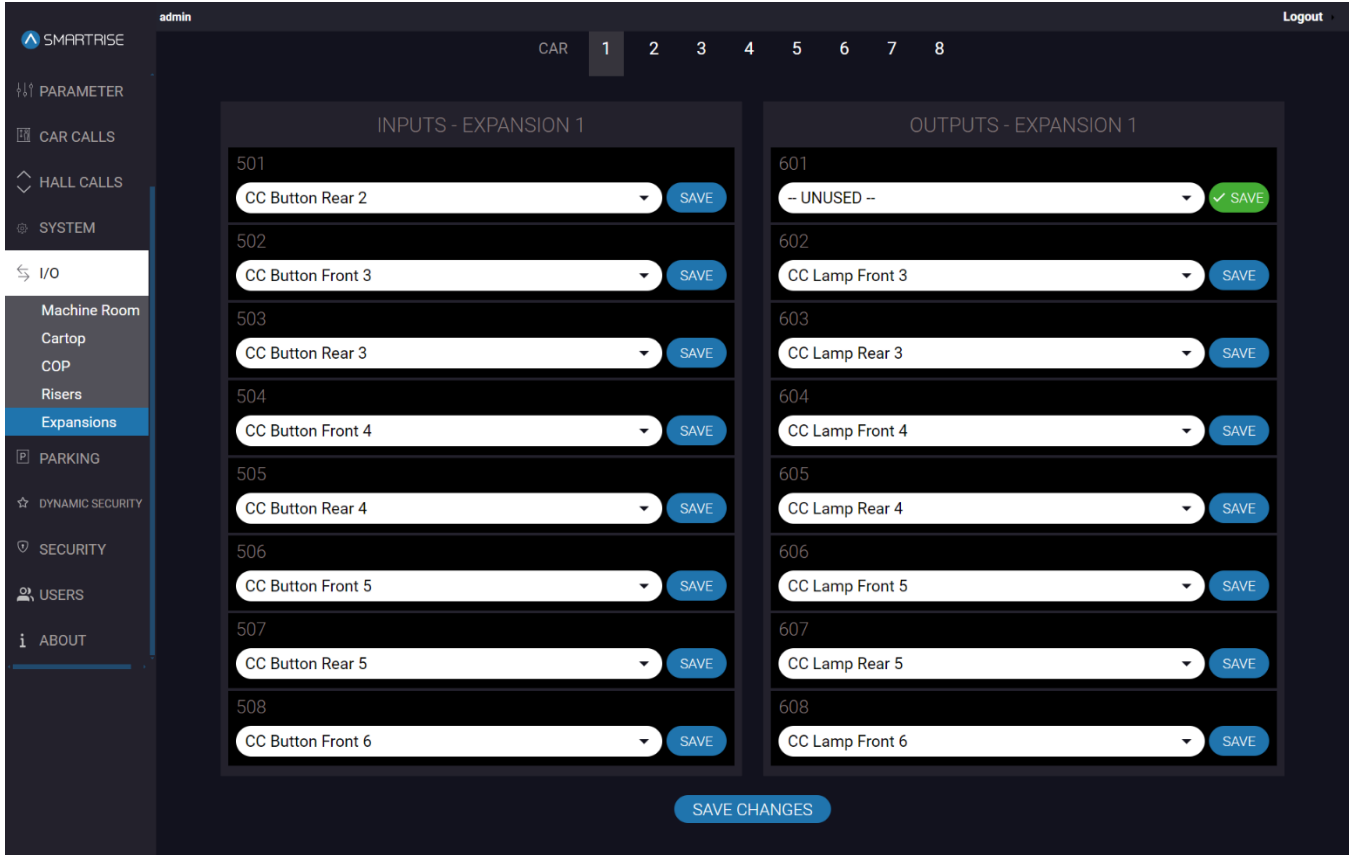 admin
Logout
SMARTRISE
CAR 1 2 3 4 5 6 7 8
PARAMETER
CAR CALLS
HALL CALLS
SYSTEM
I/O
Machine Room
Cartop
COP
Risers
Expansions
P PARKING
DYNAMIC SECURITY
SECURITY
USERS
i ABOUT
INPUTS - EXPANSION 1
501
CC Button Rear 2 SAVE
502
CC Button Front 3 SAVE
503
CC Button Rear 3 SAVE
504
CC Button Front 4 SAVE
505
CC Button Rear 4 SAVE
506
CC Button Front 5 SAVE
507
CC Button Rear 5 SAVE
508
CC Button Front 6 SAVE
OUTPUTS - EXPANSION 1
601
-- UNUSED -- ✓ SAVE
602
CC Lamp Front 3 SAVE
603
CC Lamp Rear 3 SAVE
604
CC Lamp Front 4 SAVE
605
CC Lamp Rear 4 SAVE
606
CC Lamp Front 5 SAVE
607
CC Lamp Rear 5 SAVE
608
CC Lamp Front 6 SAVE
SAVE CHANGES